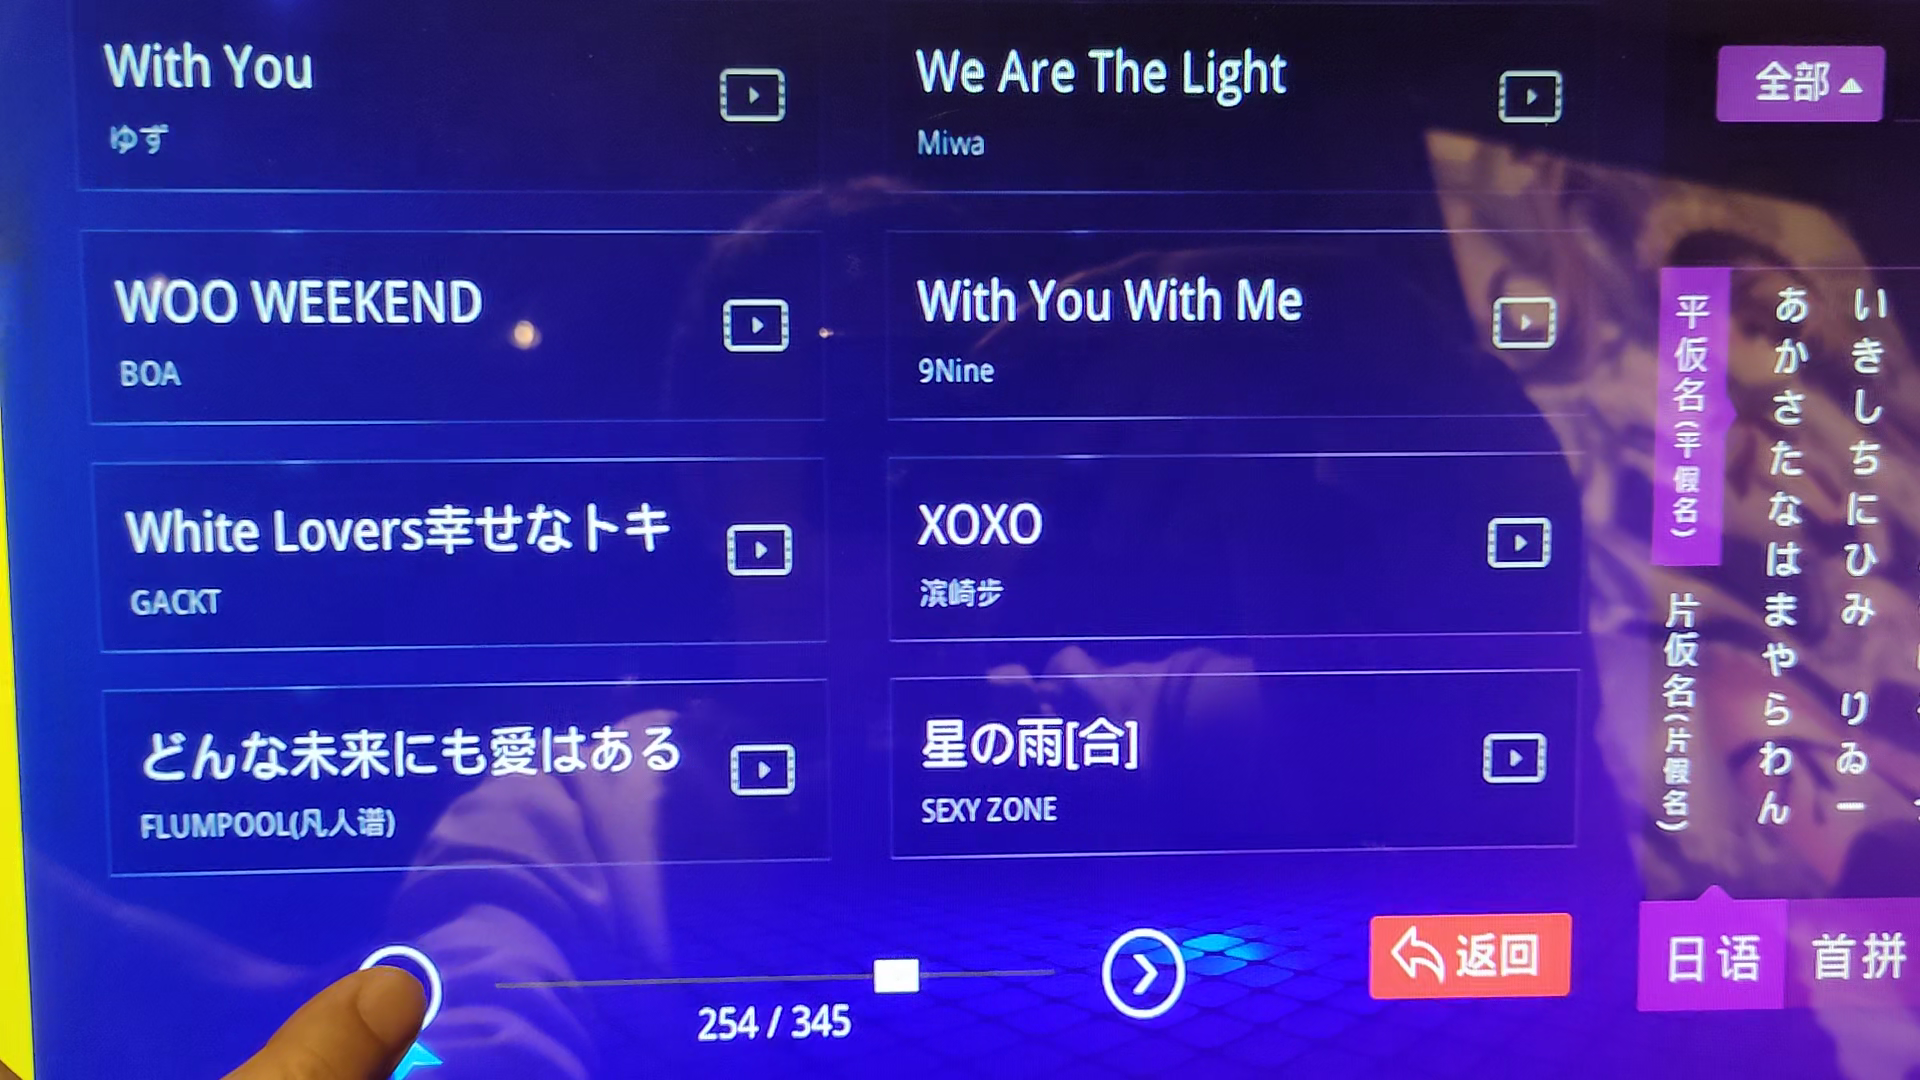 With You
ゆず
We Are The Light
Miwa
全部
WOO WEEKEND
BOA
With You With Me
9Nine
White Lovers幸せなトキ
GACKT
XOXO
滨崎步
どんな未来にも愛はある
FLUMPOOL(凡人谱)
星の雨[合]
SEXY ZONE
254 / 345
返回
平仮名(平假名)
片仮名(片假名)
あかさたなはまやらわん
いきしちにひみ りゐー
日语
首拼